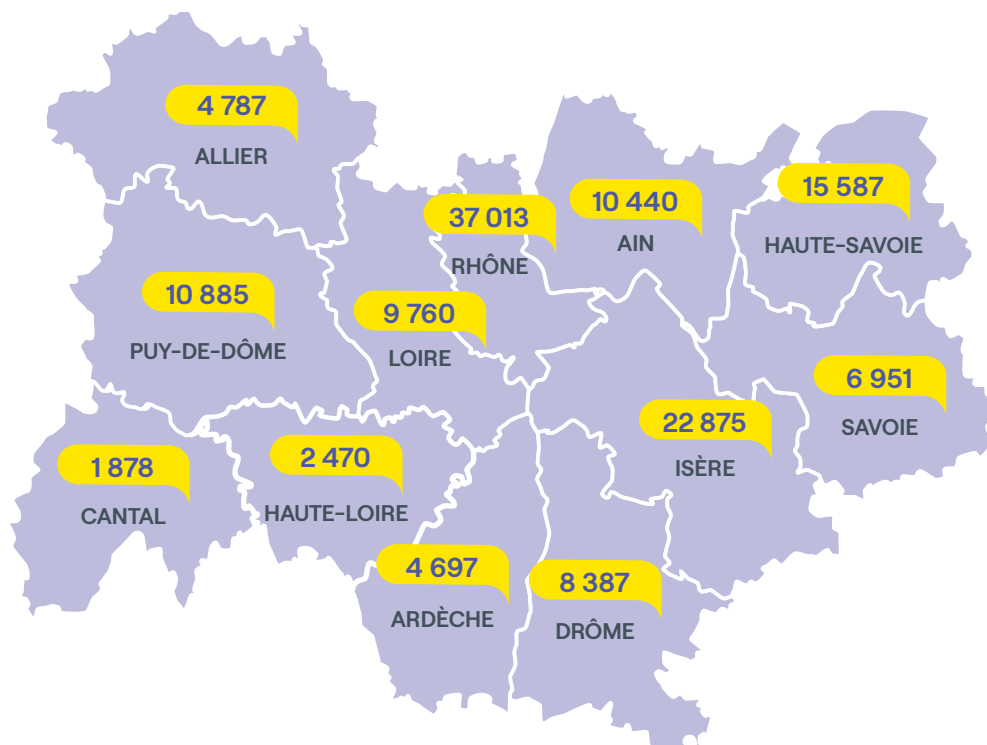 4 787
ALLIER
37 013
RHÔNE
10 440
AIN
15 587
HAUTE-SAVOIE
10 885
PUY-DE-DÔME
9 760
LOIRE
6 951
SAVOIE
22 875
ISÈRE
1 878
CANTAL
2 470
HAUTE-LOIRE
4 697
ARDÈCHE
8 387
DRÔME